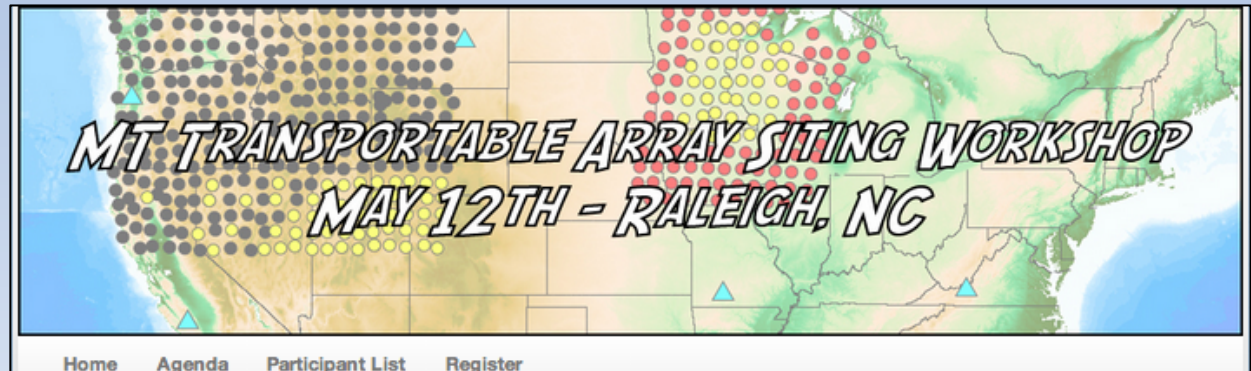 MT Transportable Array Siting Workshop
May 12th - Raleigh, NC
Home Agenda Participant List Register